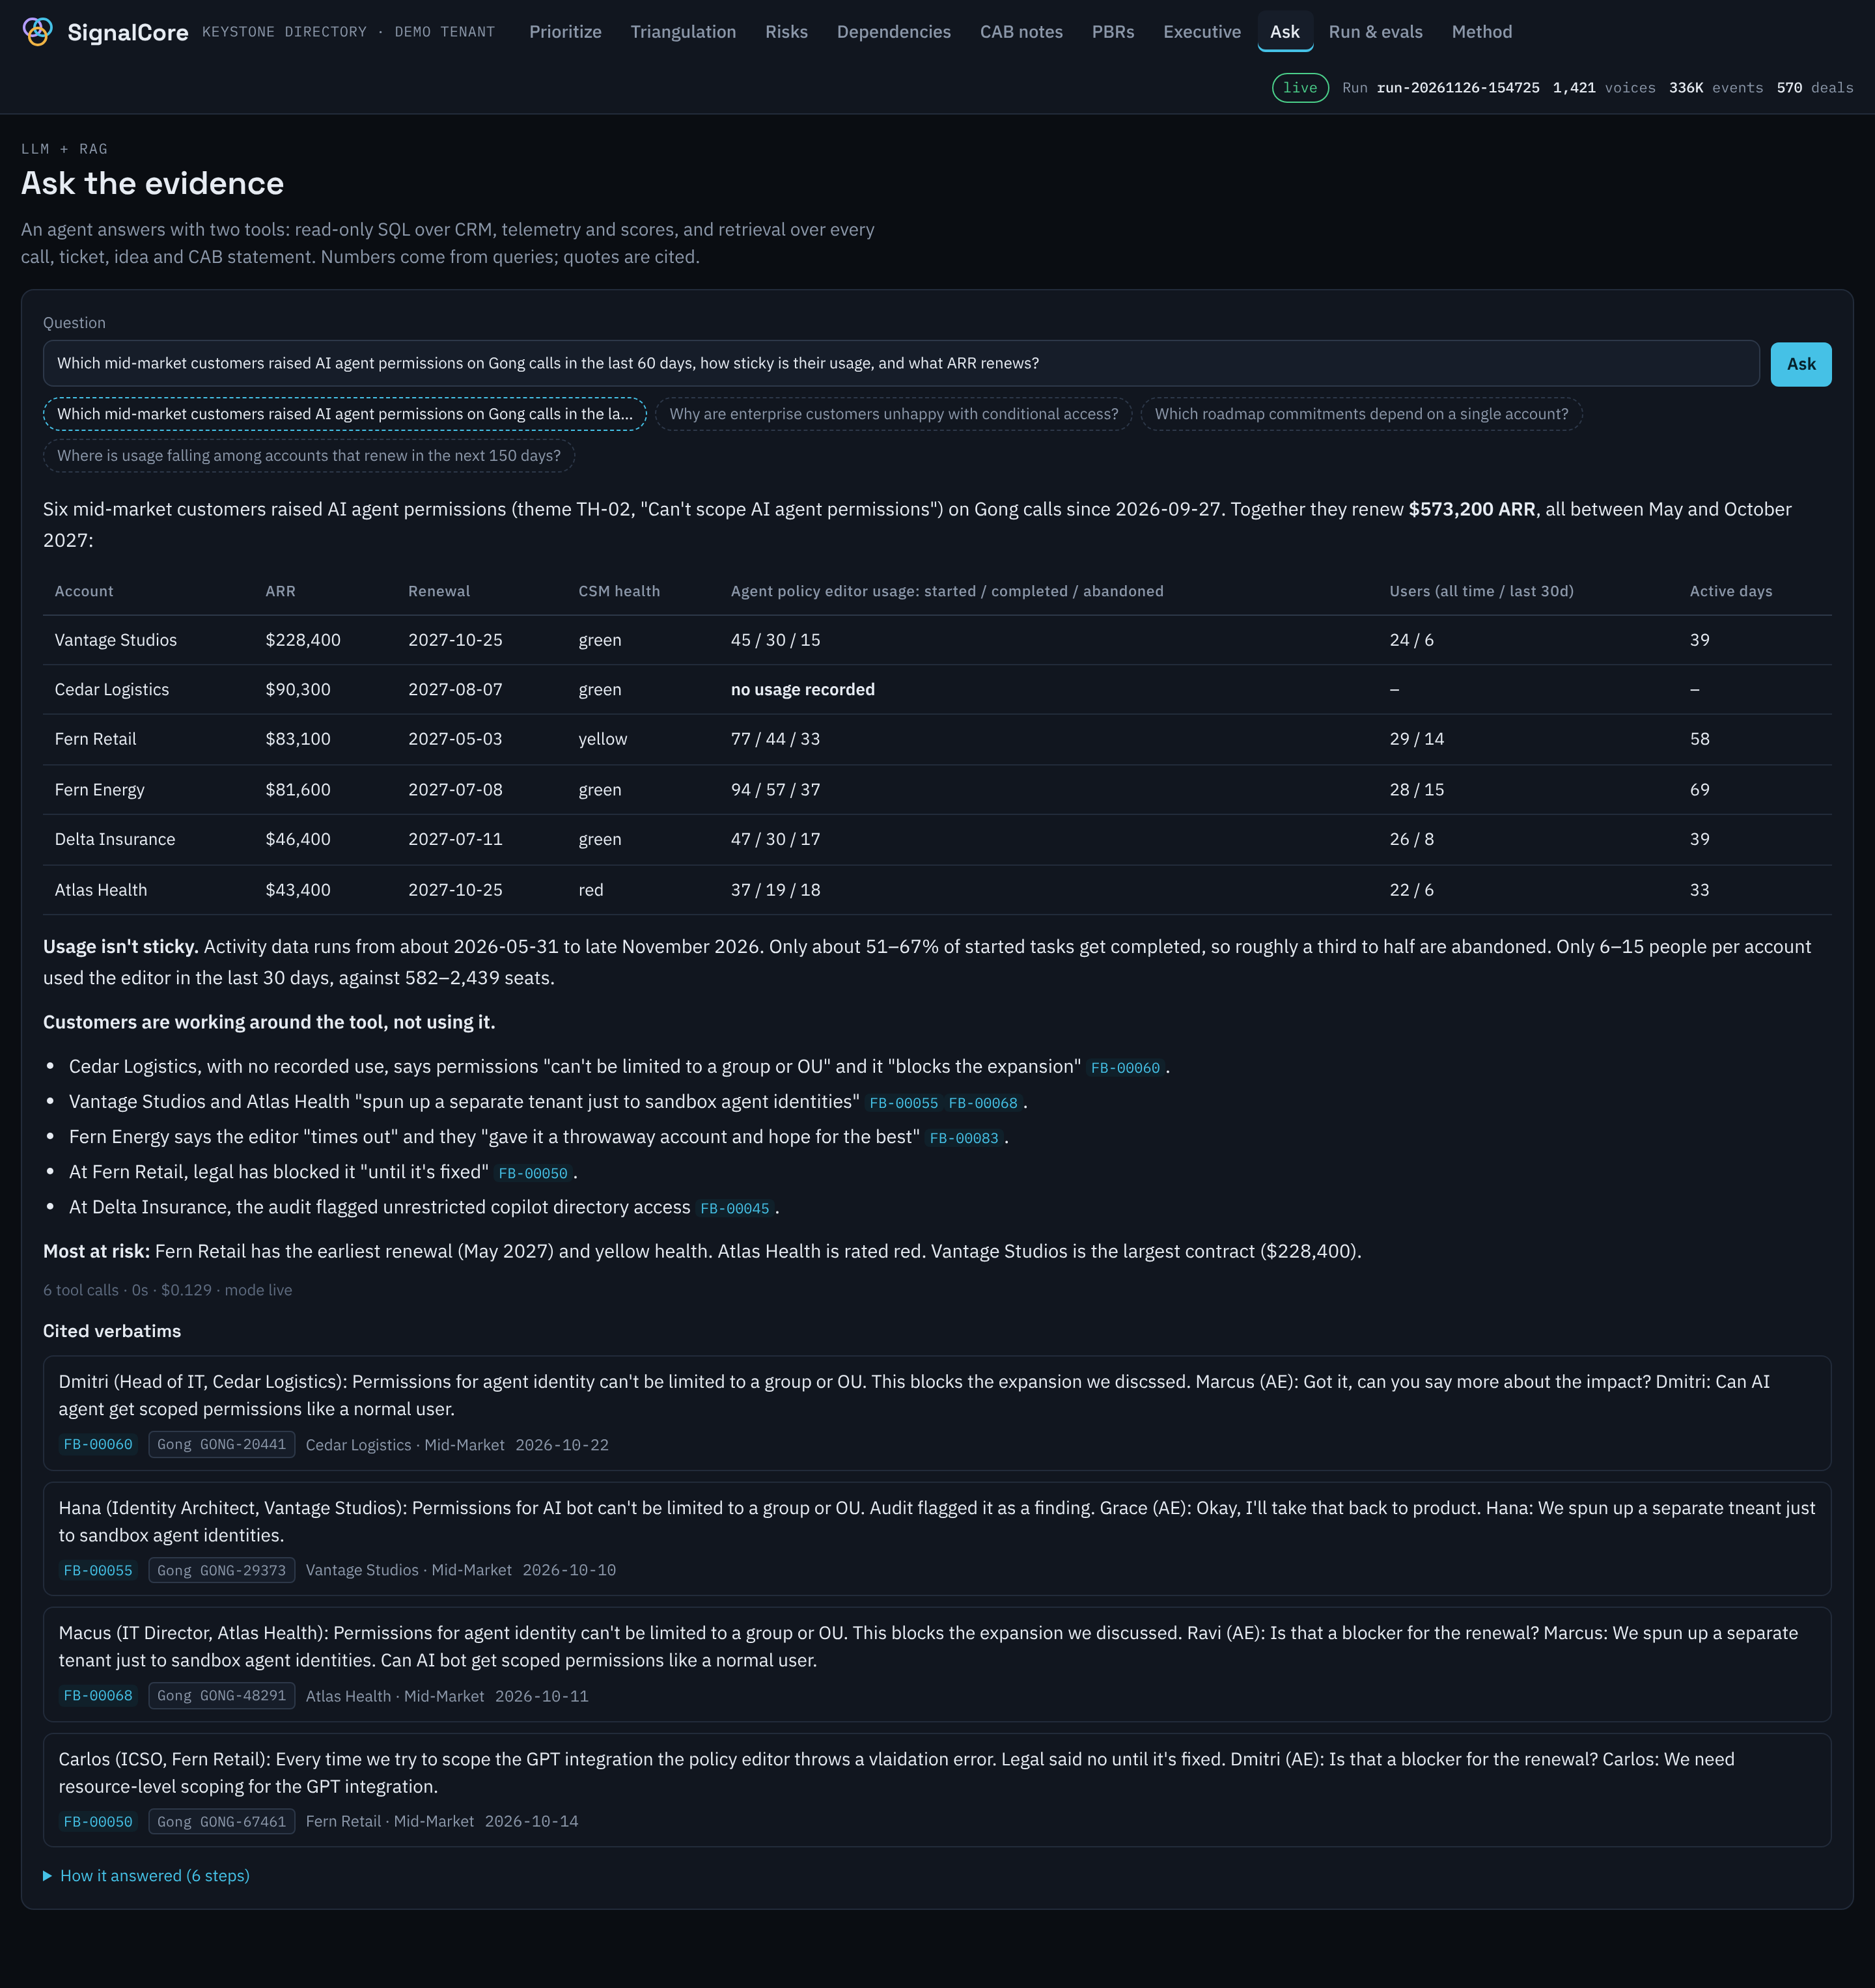 SignalCore KEYSTONE DIRECTORY · DEMO TENANT Prioritize Triangulation Risks Dependencies CAB notes PBRs Executive Ask Run & evals Method
live Run run-20261126-154725 1,421 voices 336K events 570 deals
LLM + RAG
Ask the evidence
An agent answers with two tools: read-only SQL over CRM, telemetry and scores, and retrieval over every
call, ticket, idea and CAB statement. Numbers come from queries; quotes are cited.
Question
Which mid-market customers raised AI agent permissions on Gong calls in the last 60 days, how sticky is their usage, and what ARR renews? Ask
Which mid-market customers raised AI agent permissions on Gong calls in the la... Why are enterprise customers unhappy with conditional access? Which roadmap commitments depend on a single account?
Where is usage falling among accounts that renew in the next 150 days?
Six mid-market customers raised AI agent permissions (theme TH-02, "Can't scope AI agent permissions") on Gong calls since 2026-09-27. Together they renew $573,200 ARR, all between May and October
2027:
Account ARR Renewal CSM health Agent policy editor usage: started / completed / abandoned Users (all time / last 30d) Active days
Vantage Studios $228,400 2027-10-25 green 45 / 30 / 15 24 / 6 39
Cedar Logistics $90,300 2027-08-07 green no usage recorded – –
Fern Retail $83,100 2027-05-03 yellow 77 / 44 / 33 29 / 14 58
Fern Energy $81,600 2027-07-08 green 94 / 57 / 37 28 / 15 69
Delta Insurance $46,400 2027-07-11 green 47 / 30 / 17 26 / 8 39
Atlas Health $43,400 2027-10-25 red 37 / 19 / 18 22 / 6 33
Usage isn't sticky. Activity data runs from about 2026-05-31 to late November 2026. Only about 51–67% of started tasks get completed, so roughly a third to half are abandoned. Only 6–15 people per account
used the editor in the last 30 days, against 582–2,439 seats.
Customers are working around the tool, not using it.
• Cedar Logistics, with no recorded use, says permissions "can't be limited to a group or OU" and it "blocks the expansion" FB-00060 .
• Vantage Studios and Atlas Health "spun up a separate tenant just to sandbox agent identities" FB-00055 FB-00068 .
• Fern Energy says the editor "times out" and they "gave it a throwaway account and hope for the best" FB-00083 .
• At Fern Retail, legal has blocked it "until it's fixed" FB-00050 .
• At Delta Insurance, the audit flagged unrestricted copilot directory access FB-00045 .
Most at risk: Fern Retail has the earliest renewal (May 2027) and yellow health. Atlas Health is rated red. Vantage Studios is the largest contract ($228,400).
6 tool calls · 0s · $0.129 · mode live
Cited verbatims
Dmitri (Head of IT, Cedar Logistics): Permissions for agent identity can't be limited to a group or OU. This blocks the expansion we discssed. Marcus (AE): Got it, can you say more about the impact? Dmitri: Can AI
agent get scoped permissions like a normal user.
FB-00060 Gong GONG-20441 Cedar Logistics · Mid-Market 2026-10-22
Hana (Identity Architect, Vantage Studios): Permissions for AI bot can't be limited to a group or OU. Audit flagged it as a finding. Grace (AE): Okay, I'll take that back to product. Hana: We spun up a separate tneant just
to sandbox agent identities.
FB-00055 Gong GONG-29373 Vantage Studios · Mid-Market 2026-10-10
Macus (IT Director, Atlas Health): Permissions for agent identity can't be limited to a group or OU. This blocks the expansion we discussed. Ravi (AE): Is that a blocker for the renewal? Marcus: We spun up a separate
tenant just to sandbox agent identities. Can AI bot get scoped permissions like a normal user.
FB-00068 Gong GONG-48291 Atlas Health · Mid-Market 2026-10-11
Carlos (ICSO, Fern Retail): Every time we try to scope the GPT integration the policy editor throws a vlaidation error. Legal said no until it's fixed. Dmitri (AE): Is that a blocker for the renewal? Carlos: We need
resource-level scoping for the GPT integration.
FB-00050 Gong GONG-67461 Fern Retail · Mid-Market 2026-10-14
▶ How it answered (6 steps)